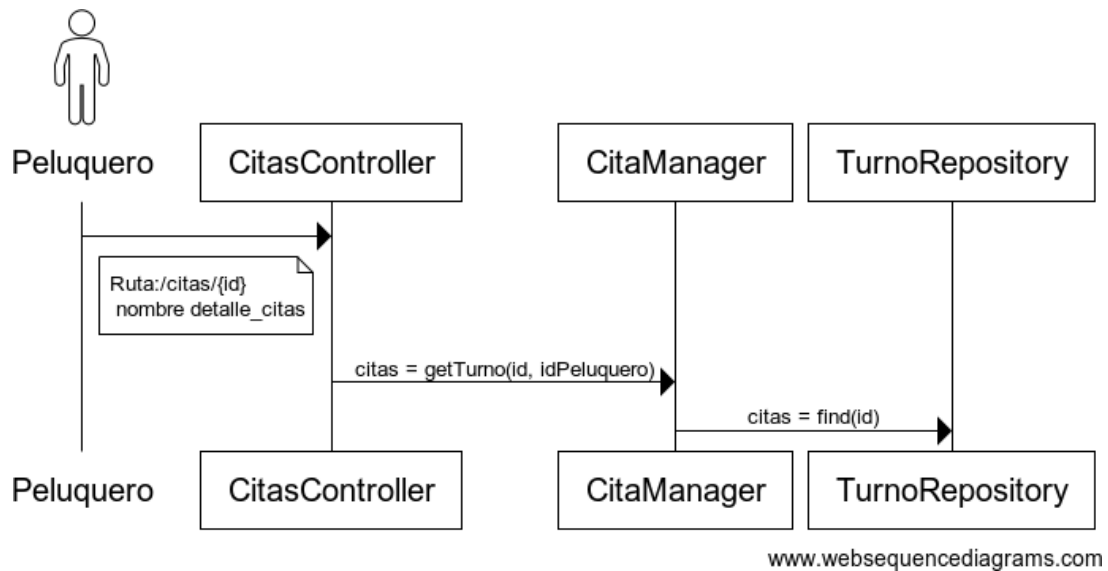 Peluquero
CitasController
CitaManager
TurnoRepository
Ruta:/citas/{id}
nombre detalle_citas
citas = getTurno(id, idPeluquero)
citas = find(id)
Peluquero
CitasController
CitaManager
TurnoRepository
www.websequencediagrams.com